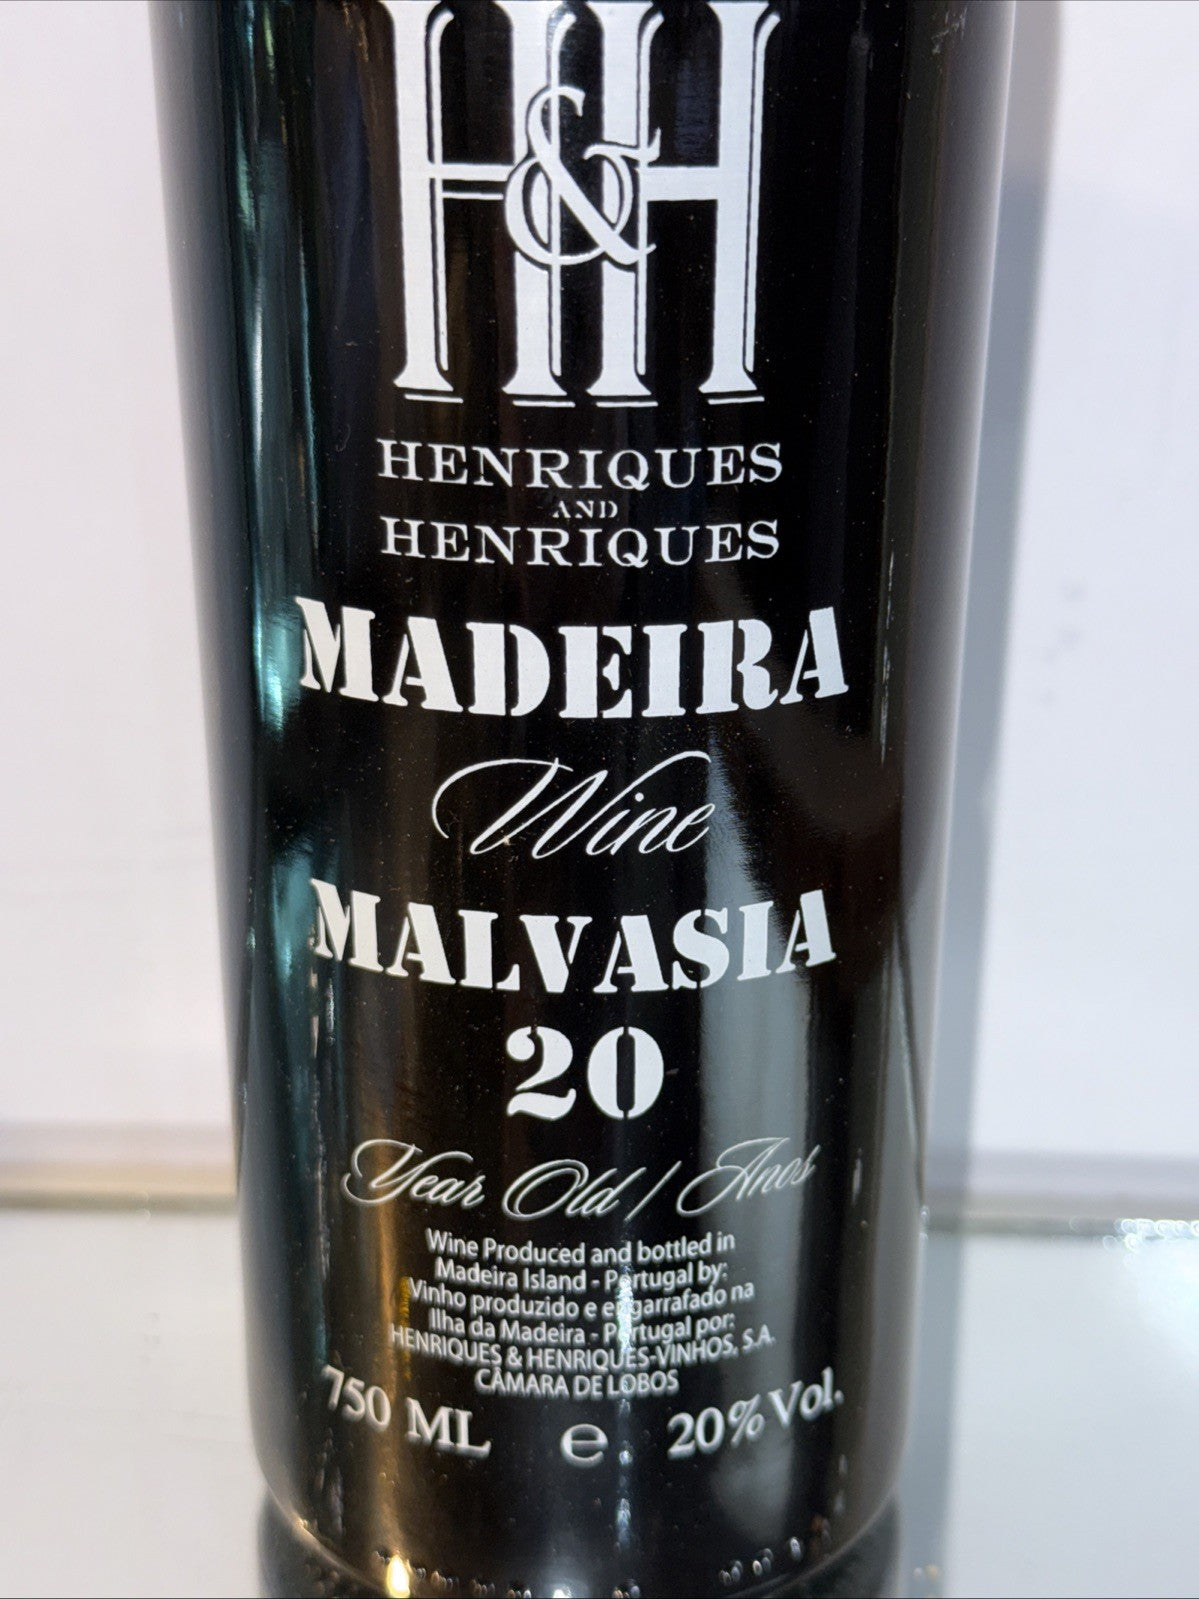 H&H
HENRIQUES
AND
HENRIQUES
MADEIRA
Wine
MALVASIA
20
Year Old / Anos
Wine Produced and bottled in
Madeira Island - Portugal by:
Vinho produzido e engarrafado na
Ilha da Madeira - Portugal por:
HENRIQUES & HENRIQUES-VINHOS, S.A.
CÂMARA DE LOBOS
750 ML e 20% Vol.